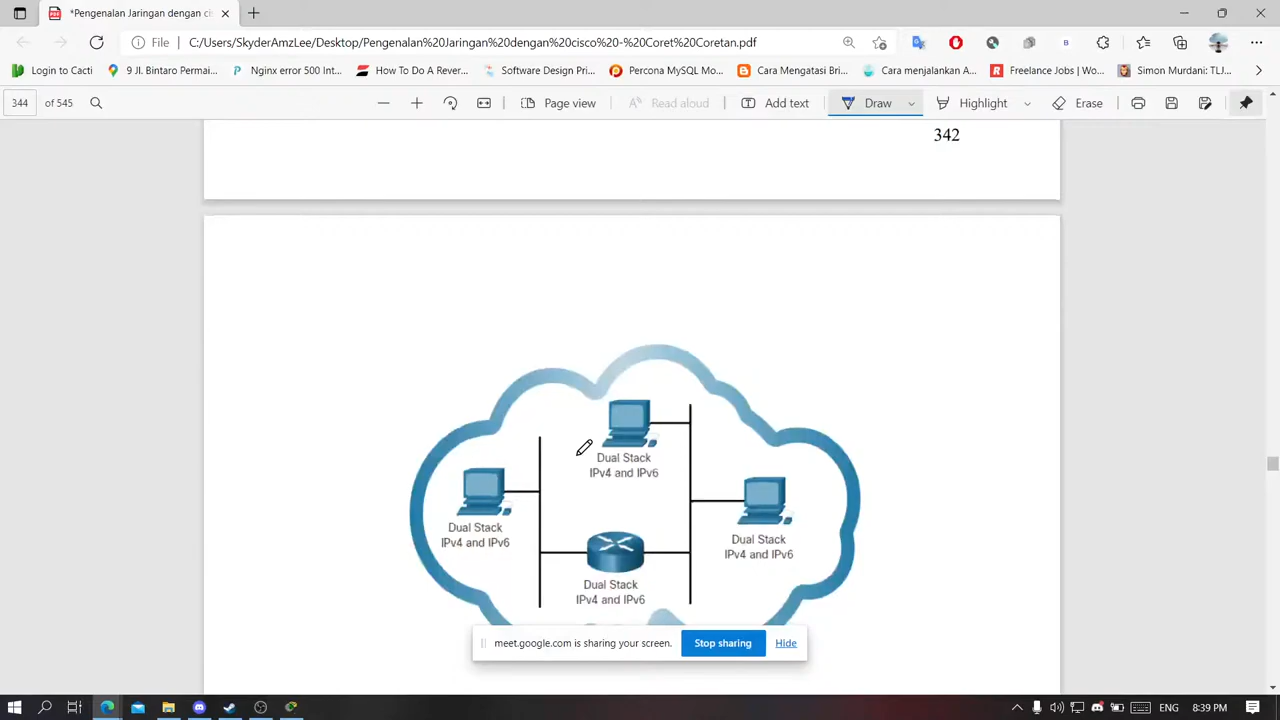 *Pengenalan Jaringan dengan ci
File
C:/Users/SkyderAmzLee/Desktop/Pengenalan%20Jaringan%20dengan%20cisco%20-%20Coret%20Coretan.pdf
Login to Cacti
9 Jl. Bintaro Permai...
Nginx error 500 Int...
How To Do A Rever...
Software Design Pri...
Percona MySQL Mo...
Cara Mengatasi Bri...
Cara menjalankan A...
Freelance Jobs | Wo...
Simon Murdani: TLJ...
344 of 545
Page view
Read aloud
Add text
Draw
Highlight
Erase
342
Dual Stack
IPv4 and IPv6
Dual Stack
IPv4 and IPv6
Dual Stack
IPv4 and IPv6
Dual Stack
IPv4 and IPv6
meet.google.com is sharing your screen.
Stop sharing
Hide
ENG
8:39 PM